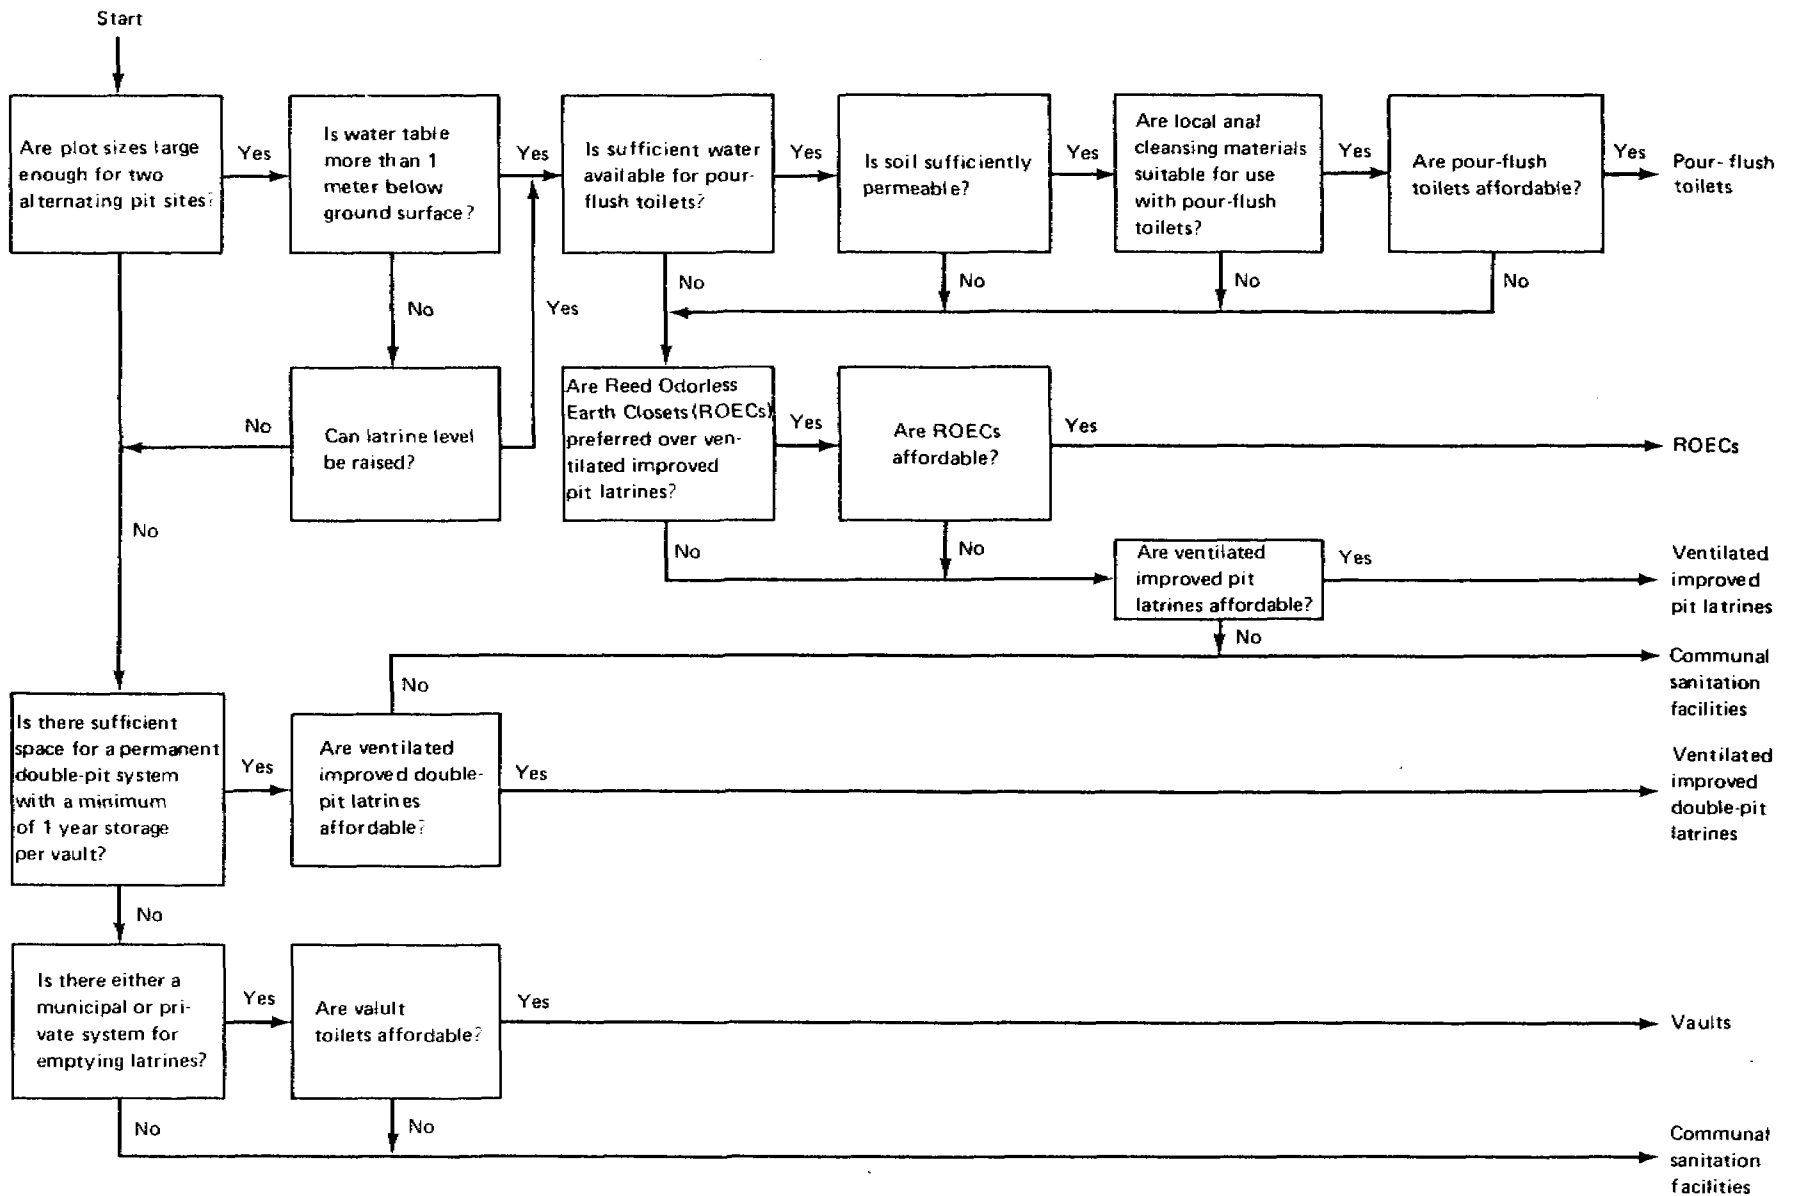 Start
Are plot sizes large
enough for two
alternating pit sites?
Yes
Is water table
more than 1
meter below
ground surface?
Yes
Is sufficient water
available for pour-
flush toilets?
Yes
Is soil sufficiently
permeable?
Yes
Are local anal
cleansing materials
suitable for use
with pour-flush
toilets?
Yes
Are pour-flush
toilets affordable?
Yes
Pour-flush
toilets
No
Yes
No
No
No
No
No
Can latrine level
be raised?
Are Reed Odorless
Earth Closets (ROECs)
preferred over ven-
tilated improved
pit latrines?
Yes
Are ROECs
affordable?
Yes
ROECs
No
No
No
Are ventilated
improved pit
latrines affordable?
Yes
Ventilated
improved
pit latrines
No
Communal
sanitation
facilities
No
Is there sufficient
space for a permanent
double-pit system
with a minimum
of 1 year storage
per vault?
Yes
Are ventilated
improved double-
pit latrines
affordable?
Yes
Ventilated
improved
double-pit
latrines
No
Is there either a
municipal or pri-
vate system for
emptying latrines?
Yes
Are valult
toilets affordable?
Yes
Vaults
No
No
Communal
sanitation
facilities